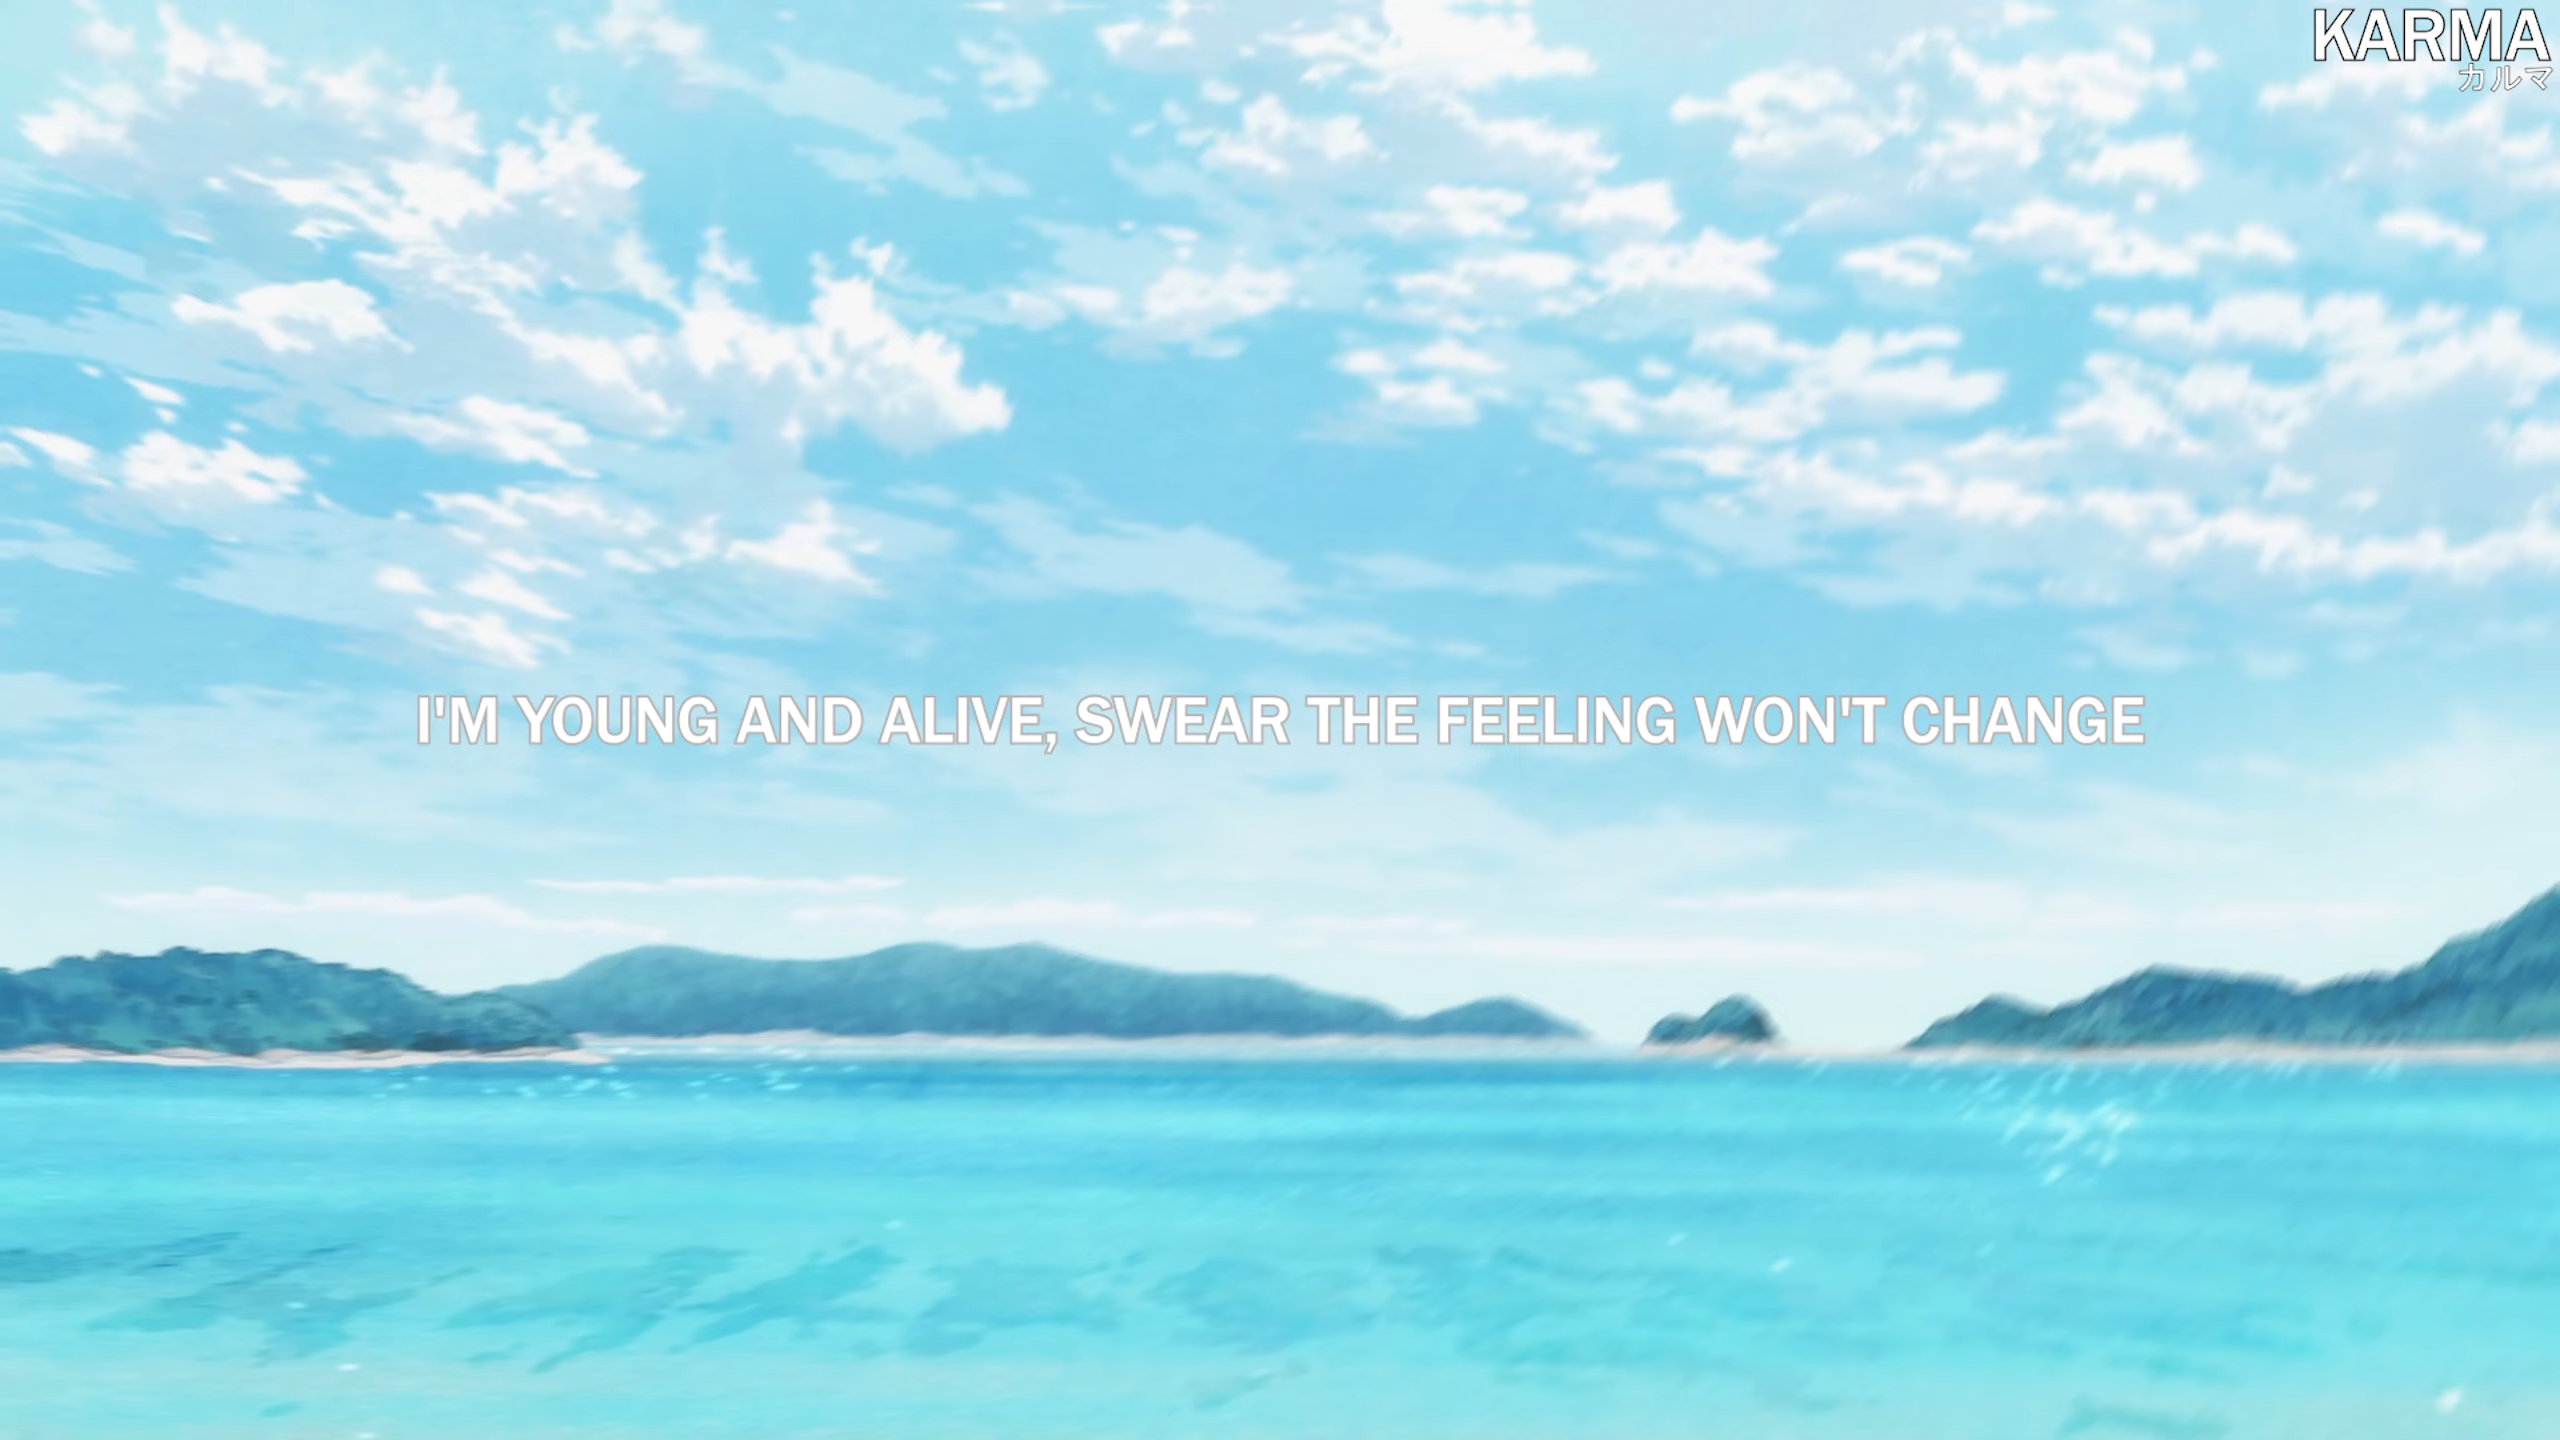 KARMA
カルマ
I'M YOUNG AND ALIVE, SWEAR THE FEELING WON'T CHANGE